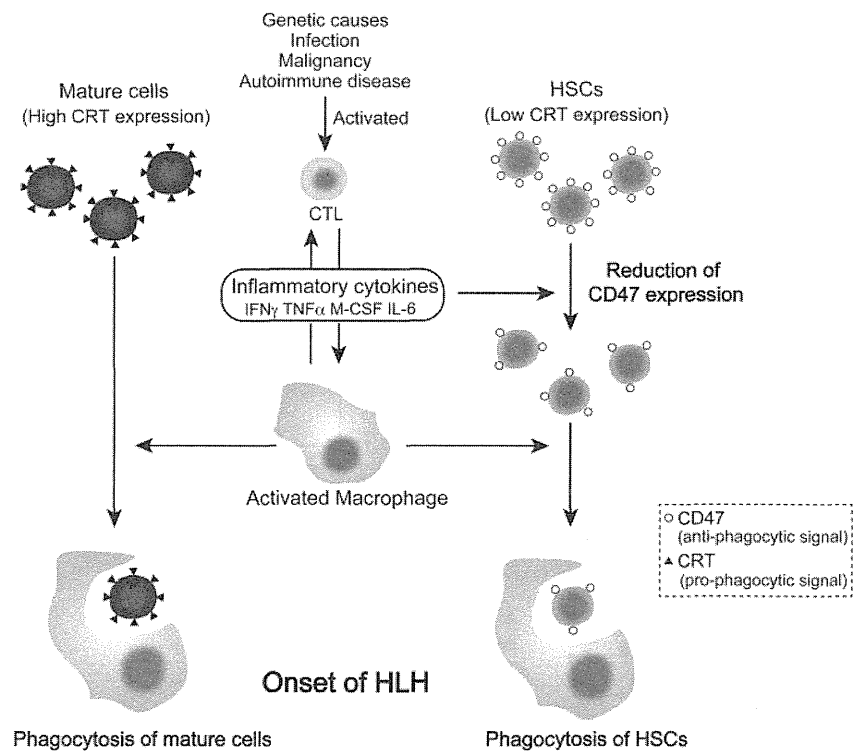 Genetic causes
Infection
Malignancy
Autoimmune disease
Activated
Mature cells
(High CRT expression)
HSCs
(Low CRT expression)
CTL
Inflammatory cytokines
IFNγ TNFα M-CSF IL-6
Reduction of
CD47 expression
Activated Macrophage
CD47
(anti-phagocytic signal)
CRT
(pro-phagocytic signal)
Onset of HLH
Phagocytosis of mature cells
Phagocytosis of HSCs